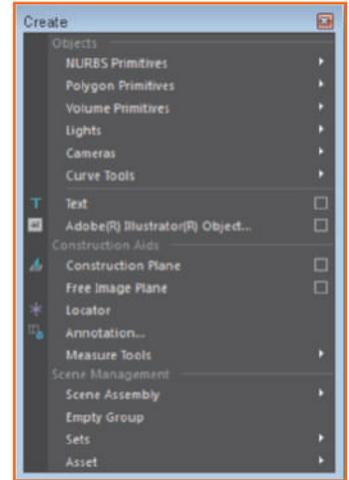 Create
Objects
NURBS Primitives
Polygon Primitives
Volume Primitives
Lights
Cameras
Curve Tools
Text
Adobe(R) Illustrator(R) Object...
Construction Aids
Construction Plane
Free Image Plane
Locator
Annotation...
Measure Tools
Scene Management
Scene Assembly
Empty Group
Sets
Asset